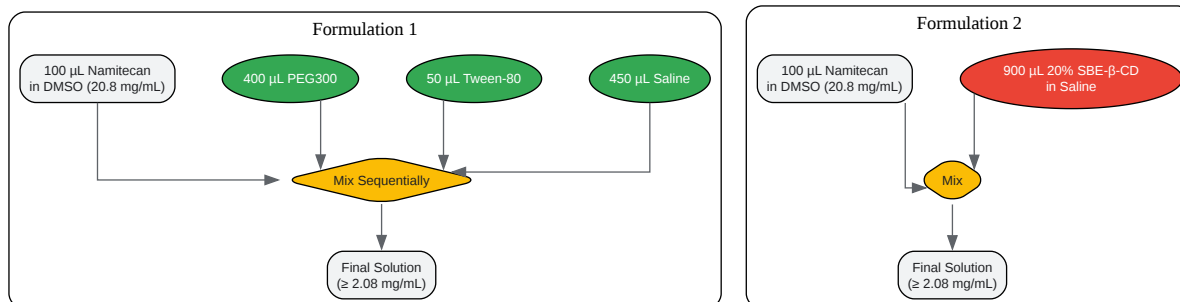 Formulation 1
100 µL Namitecan
in DMSO (20.8 mg/mL)
400 µL PEG300
50 µL Tween-80
450 µL Saline
Mix Sequentially
Final Solution
(≥ 2.08 mg/mL)
Formulation 2
100 µL Namitecan
in DMSO (20.8 mg/mL)
900 µL 20% SBE-β-CD
in Saline
Mix
Final Solution
(≥ 2.08 mg/mL)